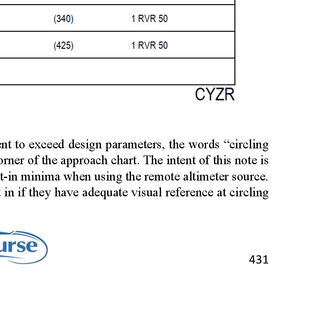 (340) 1 RVR 50
(425) 1 RVR 50
CYZR
ent to exceed design parameters, the words “circling
orner of the approach chart. The intent of this note is
t-in minima when using the remote altimeter source.
in if they have adequate visual reference at circling
urse
431